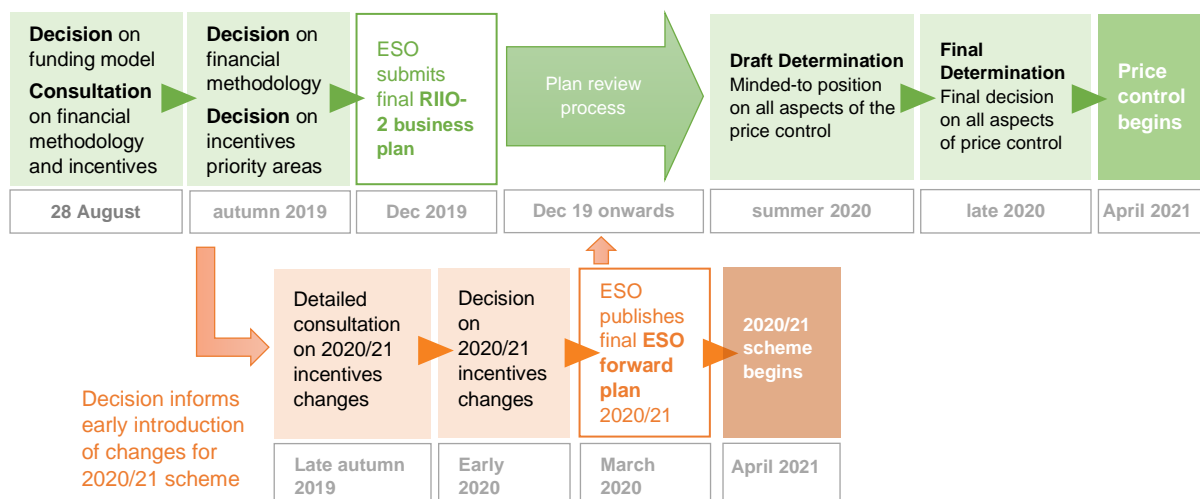 Decision on
funding model
Consultation
on financial
methodology
and incentives
Decision on
financial
methodology
Decision on
incentives
priority areas
ESO
submits
final RIIO-
2 business
plan
Plan review
process
Draft Determination
Minded-to position
on all aspects of the
price control
Final
Determination
Final decision
on all aspects
of price control
Price
control
begins
28 August
autumn 2019
Dec 2019
Dec 19 onwards
summer 2020
late 2020
April 2021
Decision informs
early introduction
of changes for
2020/21 scheme
Detailed
consultation
on 2020/21
incentives
changes
Decision
on
2020/21
incentives
changes
ESO
publishes
final ESO
forward
plan
2020/21
2020/21
scheme
begins
Late autumn
2019
Early
2020
March
2020
April 2021